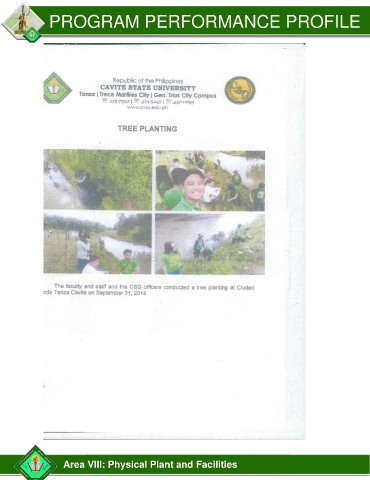 PROGRAM PERFORMANCE PROFILE
Republic of the Philippines
CAVITE STATE UNIVERSITY
Tanza | Trece Martires City | Gen. Trias City Campus
www.cvsu.edu.ph
TREE PLANTING
The faculty and staff and the CSG officers conducted a tree planting at Ciudad
rde Tanza Cavite on September 31, 2018
Area VIII: Physical Plant and Facilities